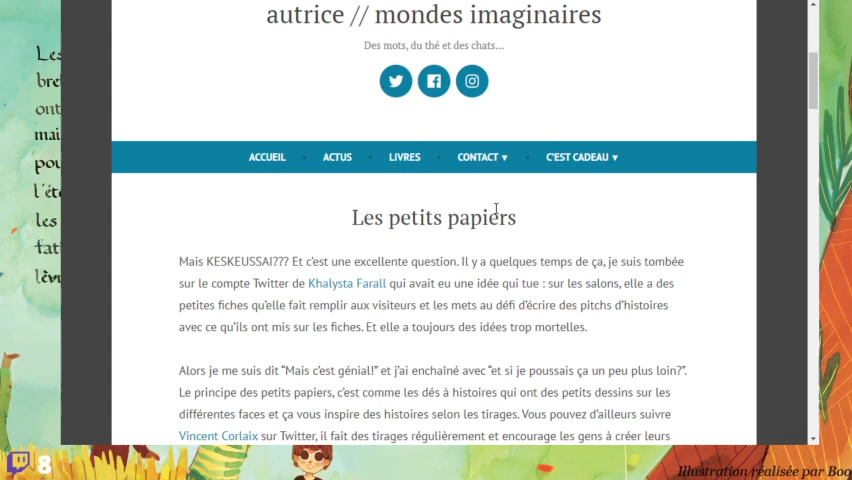 autrice // mondes imaginaires
Des mots, du thé et des chats...
ACCUEIL ACTUS LIVRES CONTACT ▼ C'EST CADEAU ▼
Les petits papiers
Mais KESKEUSSAI??? Et c'est une excellente question. Il y a quelques temps de ça, je suis tombée
sur le compte Twitter de Khalysta Farall qui avait eu une idée qui tue : sur les salons, elle a des
petites fiches qu'elle fait remplir aux visiteurs et les mets au défi d'écrire des pitchs d'histoires
avec ce qu'ils ont mis sur les fiches. Et elle a toujours des idées trop mortelles.
Alors je me suis dit “Mais c'est génial!” et j'ai enchaîné avec “et si je poussais ça un peu plus loin?”.
Le principe des petits papiers, c'est comme les dés à histoires qui ont des petits dessins sur les
différentes faces et ça vous inspire des histoires selon les tirages. Vous pouvez d'ailleurs suivre
Vincent Corlaix sur Twitter, il fait des tirages régulièrement et encourage les gens à créer leurs
Les
ont
mai
pou
l'ét
les
8
Illustration réalisée par Boo